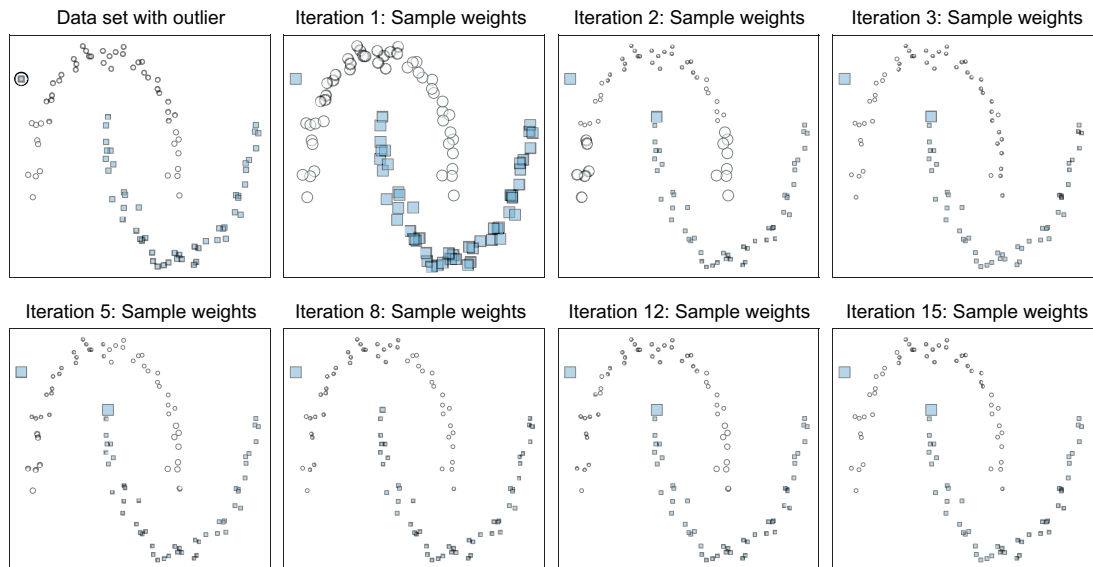 Data set with outlier
Iteration 1: Sample weights
Iteration 2: Sample weights
Iteration 3: Sample weights
Iteration 5: Sample weights
Iteration 8: Sample weights
Iteration 12: Sample weights
Iteration 15: Sample weights